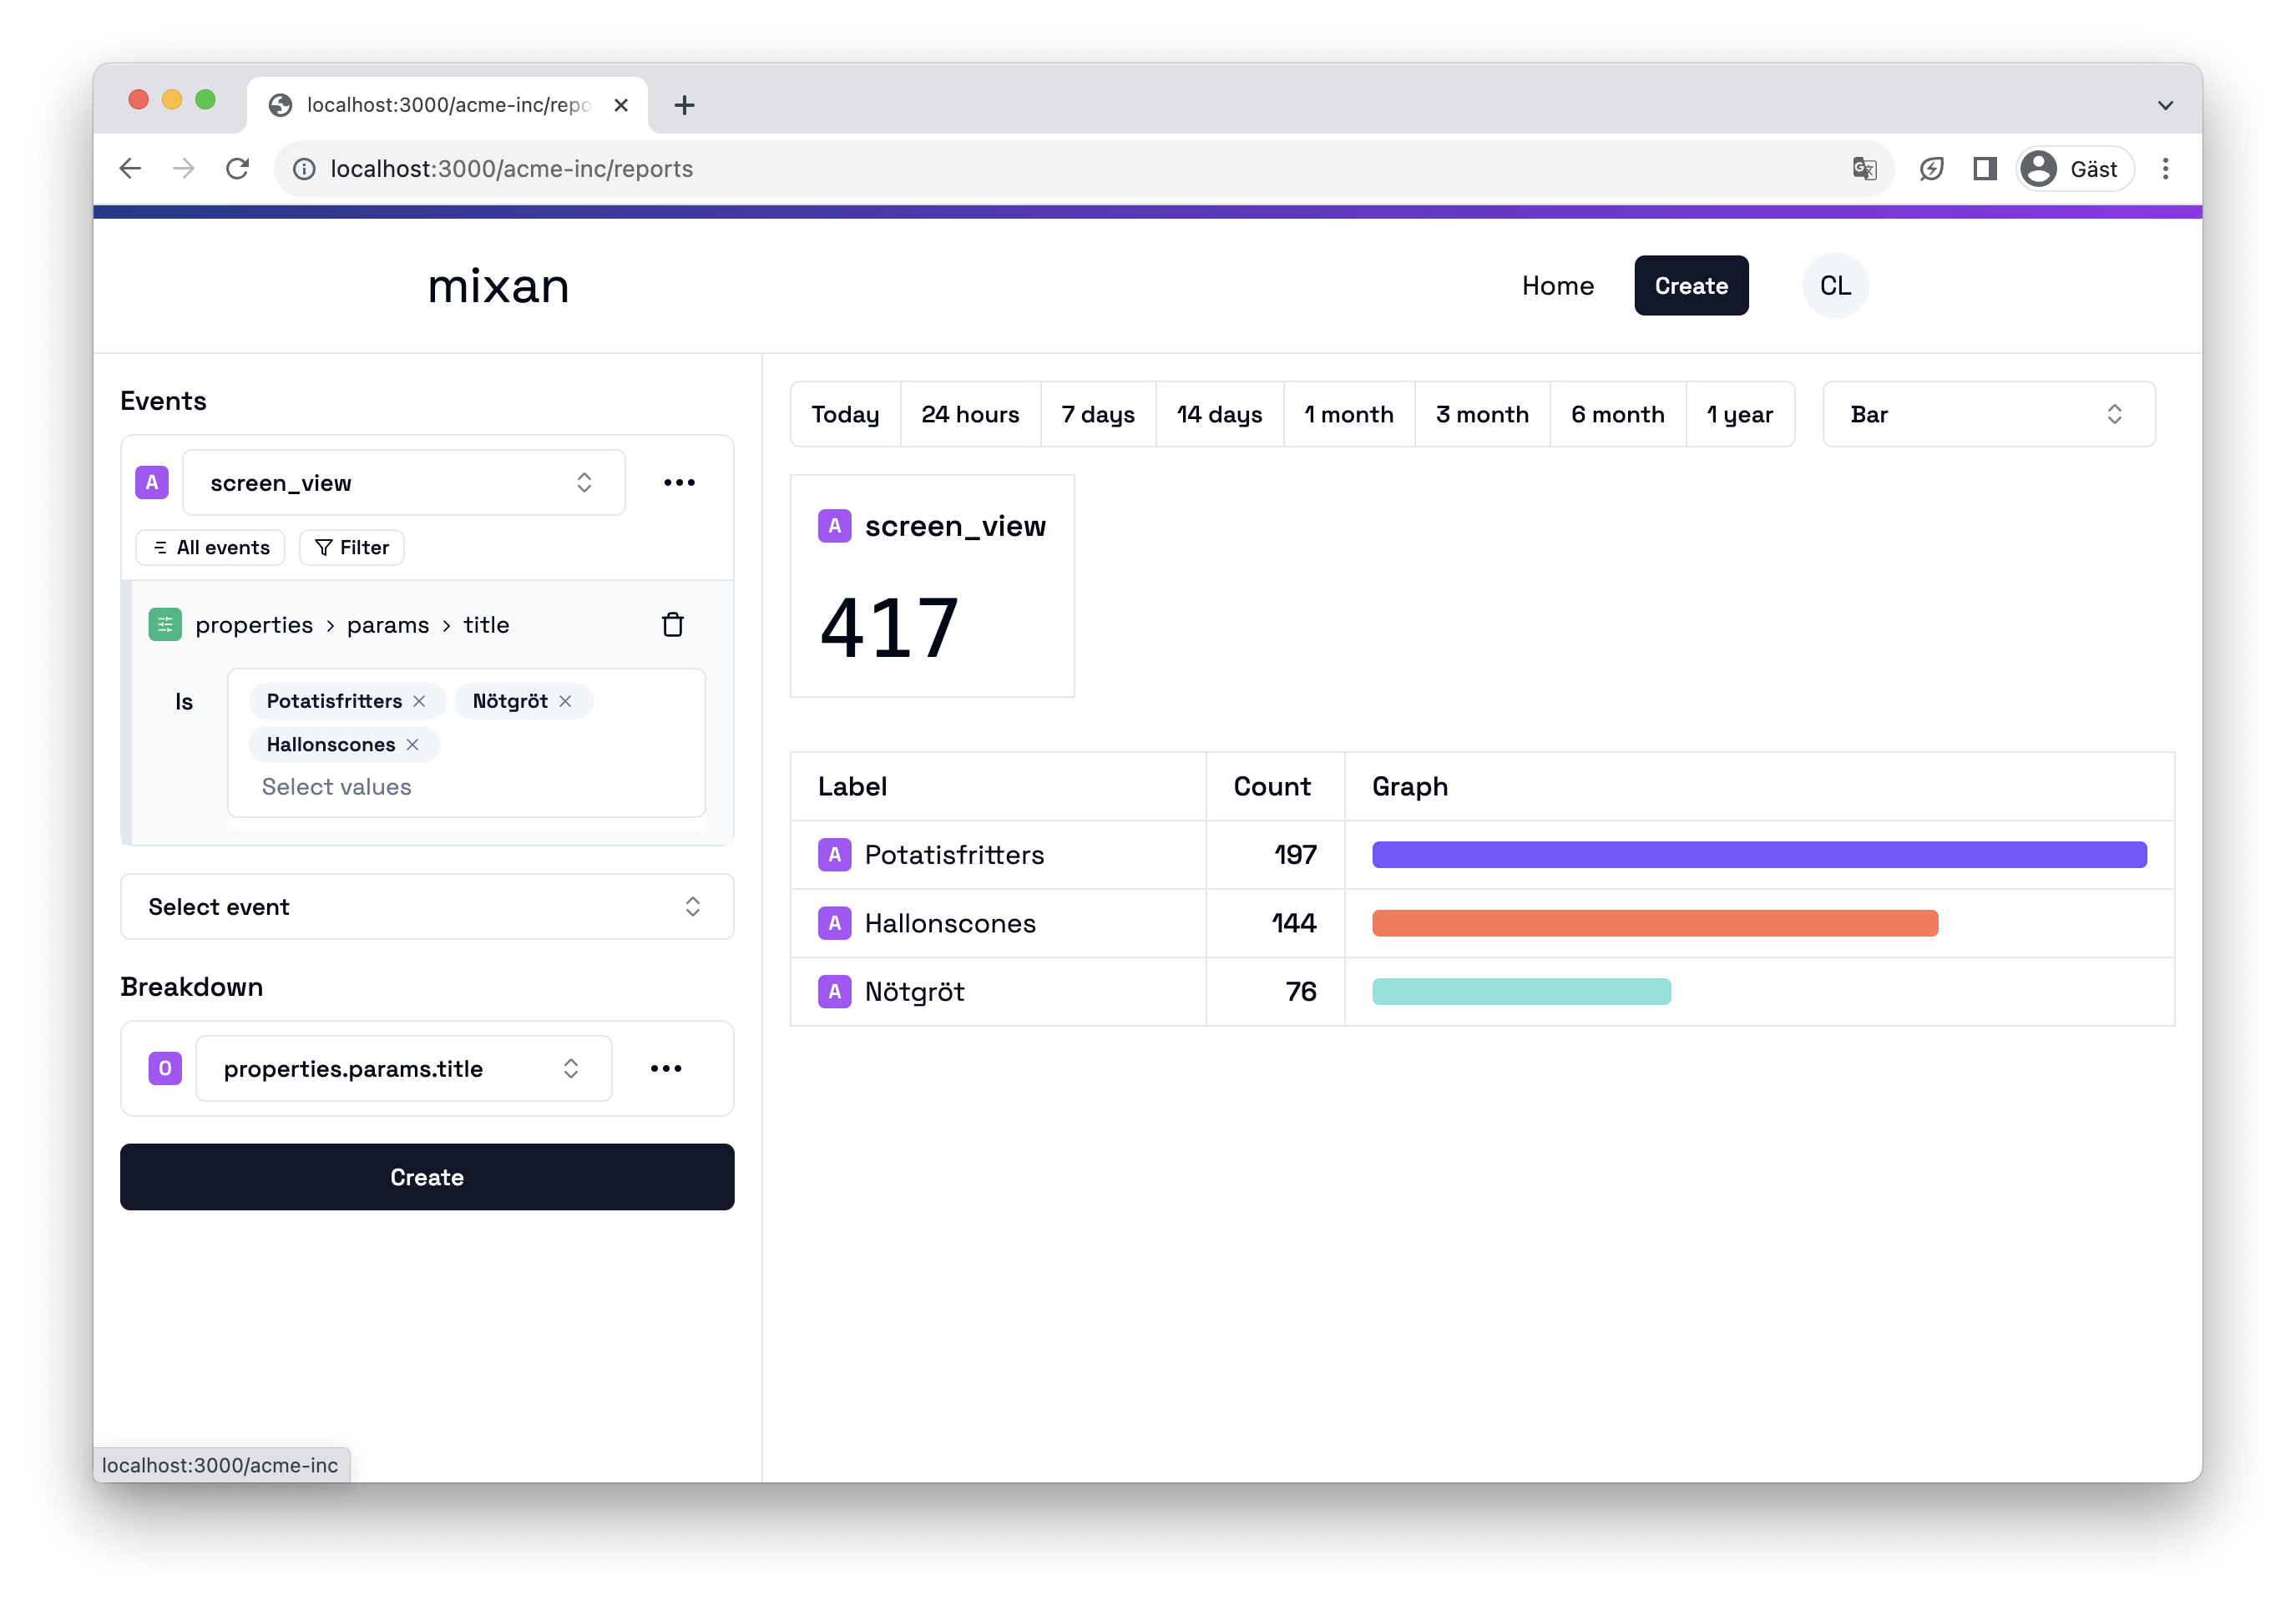 localhost:3000/acme-inc/repo
localhost:3000/acme-inc/reports
Gäst
mixan
Home
Create
CL
Events
A
screen_view
All events
Filter
properties › params › title
Is
Potatisfritters
Nötgröt
Hallonscones
Select values
Select event
Breakdown
O
properties.params.title
Create
Today
24 hours
7 days
14 days
1 month
3 month
6 month
1 year
Bar
A screen_view
417
Label Count Graph
A Potatisfritters 197
A Hallonscones 144
A Nötgröt 76
localhost:3000/acme-inc